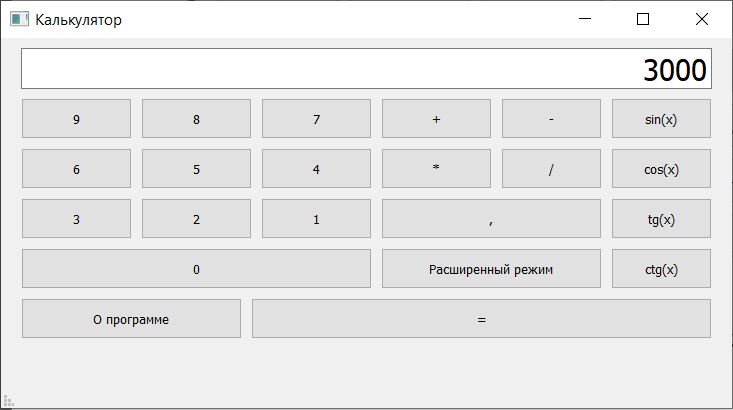 Калькулятор
3000
9 8 7 + - sin(x)
6 5 4 * / cos(x)
3 2 1 , tg(x)
0 Расширенный режим ctg(x)
О программе =